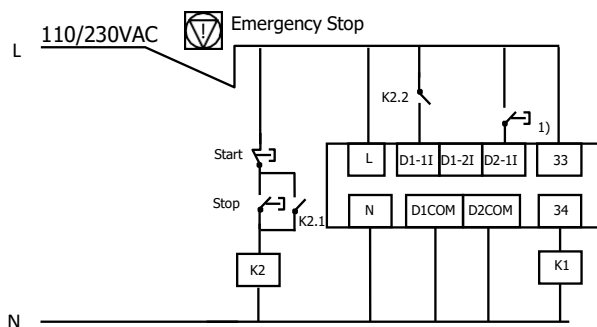 110/230VAC
Emergency Stop
L
K2.2
1)
Start
L
D1-1I
D1-2I
D2-1I
33
Stop
K2.1
N
D1COM
D2COM
34
K2
K1
N